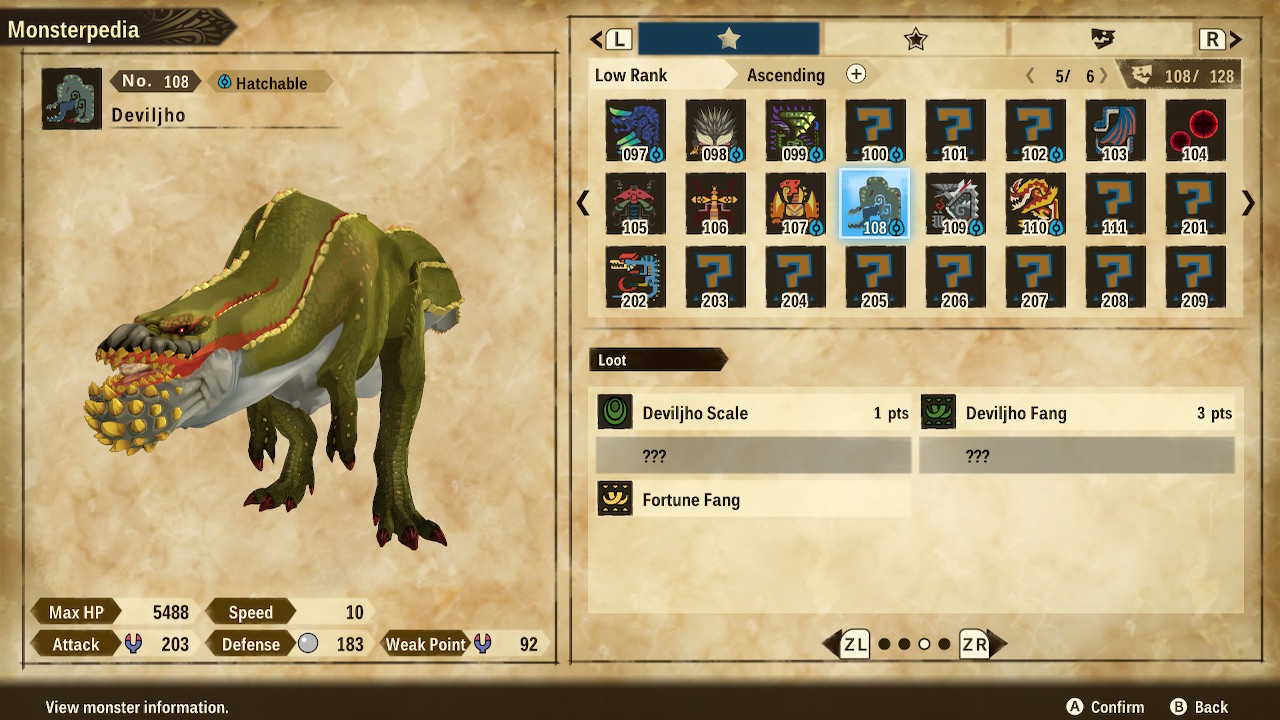 Monsterpedia
No. 108
Hatchable
Deviljho
Max HP 5488
Speed 10
Attack 203
Defense 183
Weak Point 92
L
R
Low Rank
Ascending
5/ 6
108/ 128
097 098 099 100 101 102 103 104
105 106 107 108 109 110 111 201
202 203 204 205 206 207 208 209
Loot
Deviljho Scale 1 pts
Deviljho Fang 3 pts
???
???
Fortune Fang
ZL
ZR
View monster information.
A Confirm
B Back